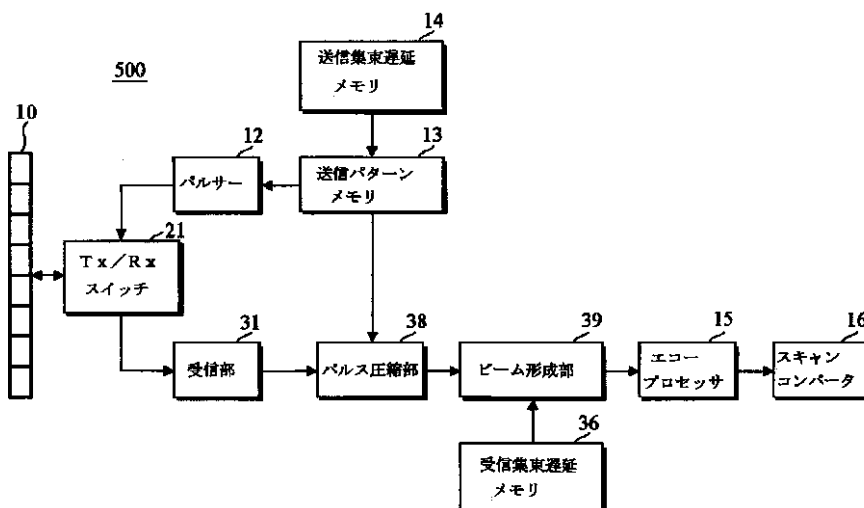 500
14
送信集束遅延
メモリ
10
12
パルサー
13
送信パターン
メモリ
21
Tx/Rx
スイッチ
31
受信部
38
パルス圧縮部
39
ビーム形成部
15
エコー
プロセッサ
16
スキャン
コンバータ
36
受信集束遅延
メモリ